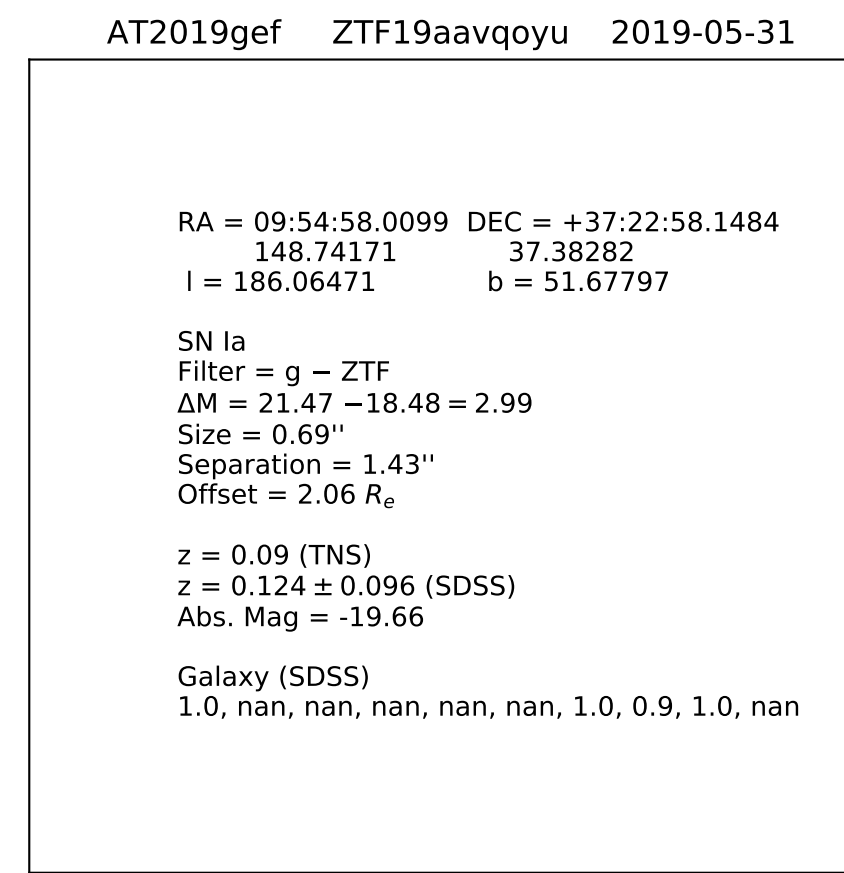 AT2019gef ZTF19aavqoyu 2019-05-31
RA = 09:54:58.0099 DEC = +37:22:58.1484
148.74171 37.38282
l = 186.06471 b = 51.67797
SN Ia
Filter = g − ZTF
ΔM = 21.47 −18.48 = 2.99
Size = 0.69''
Separation = 1.43''
Offset = 2.06 Rₑ
z = 0.09 (TNS)
z = 0.124 ± 0.096 (SDSS)
Abs. Mag = -19.66
Galaxy (SDSS)
1.0, nan, nan, nan, nan, nan, 1.0, 0.9, 1.0, nan